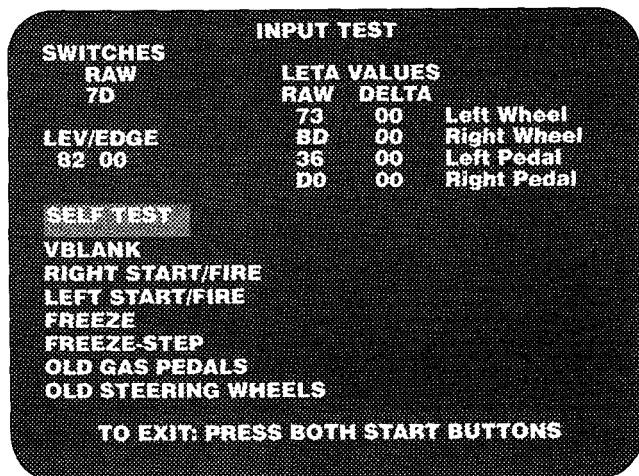 INPUT TEST
SWITCHES
RAW
7D
LEV/EDGE
82 00
LETA VALUES
RAW DELTA
73 00 Left Wheel
BD 00 Right Wheel
36 00 Left Pedal
D0 00 Right Pedal
SELF TEST
VBLANK
RIGHT START/FIRE
LEFT START/FIRE
FREEZE
FREEZE-STEP
OLD GAS PEDALS
OLD STEERING WHEELS
TO EXIT: PRESS BOTH START BUTTONS